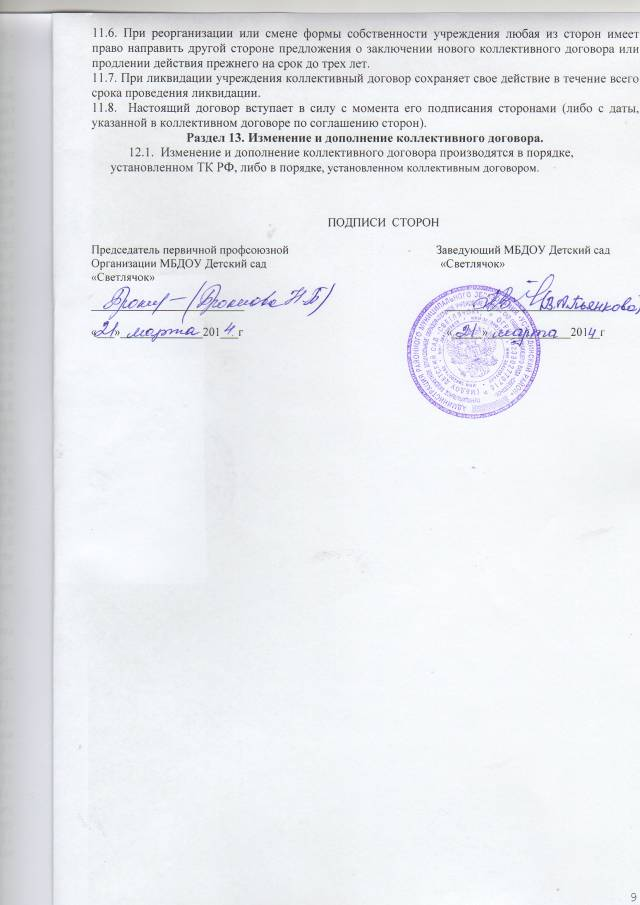 11.6. При реорганизации или смене формы собственности учреждения любая из сторон имеет
право направить другой стороне предложения о заключении нового коллективного договора или
продлении действия прежнего на срок до трех лет.
11.7. При ликвидации учреждения коллективный договор сохраняет свое действие в течение всего
срока проведения ликвидации.
11.8. Настоящий договор вступает в силу с момента его подписания сторонами (либо с даты,
указанной в коллективном договоре по соглашению сторон).
Раздел 13. Изменение и дополнение коллективного договора.
12.1. Изменение и дополнение коллективного договора производятся в порядке,
установленном ТК РФ, либо в порядке, установленном коллективным договором.
ПОДПИСИ СТОРОН
Председатель первичной профсоюзной
Организации МБДОУ Детский сад
«Светлячок»
Заведующий МБДОУ Детский сад
«Светлячок»
«21» марта 2014 г
«21» марта 2014 г
9